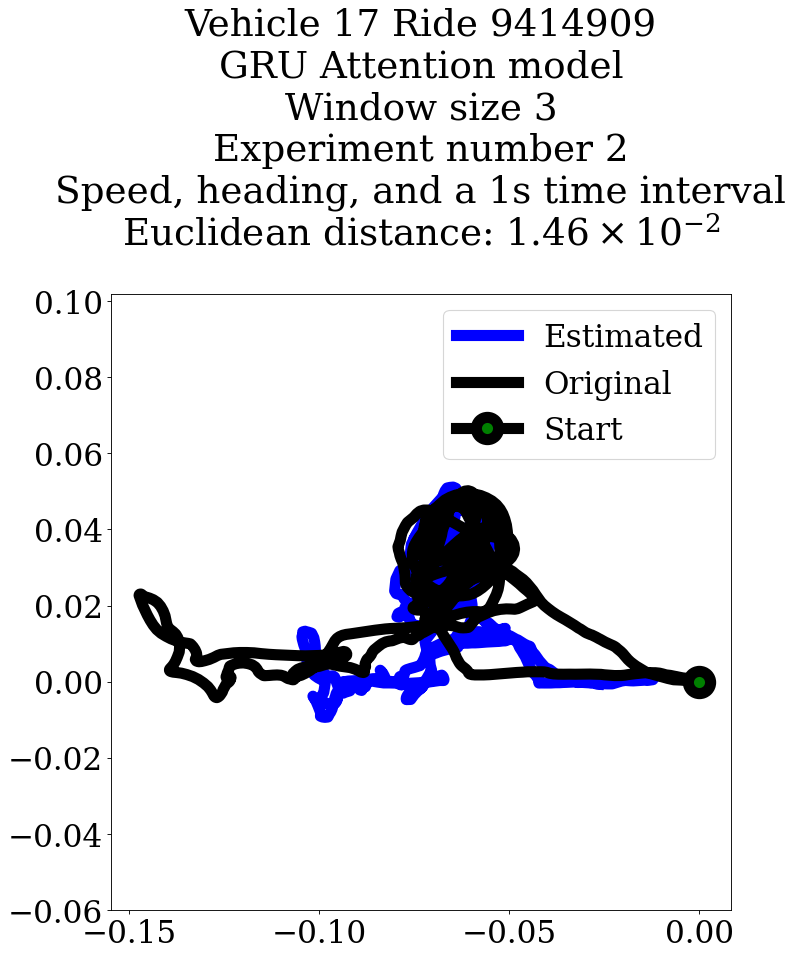 Vehicle 17 Ride 9414909
GRU Attention model
Window size 3
Experiment number 2
Speed, heading, and a 1s time interval
Euclidean distance: 1.46 × 10⁻²
Estimated
Original
Start
0.10
0.08
0.06
0.04
0.02
0.00
−0.02
−0.04
−0.06
−0.15
−0.10
−0.05
0.00